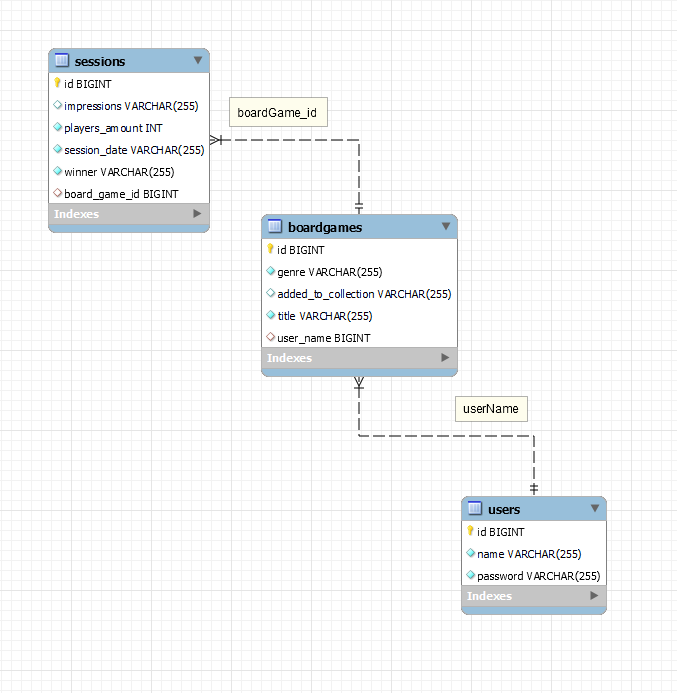 sessions
id BIGINT
impressions VARCHAR(255)
players_amount INT
session_date VARCHAR(255)
winner VARCHAR(255)
board_game_id BIGINT
Indexes
boardGame_id
boardgames
id BIGINT
genre VARCHAR(255)
added_to_collection VARCHAR(255)
title VARCHAR(255)
user_name BIGINT
Indexes
userName
users
id BIGINT
name VARCHAR(255)
password VARCHAR(255)
Indexes